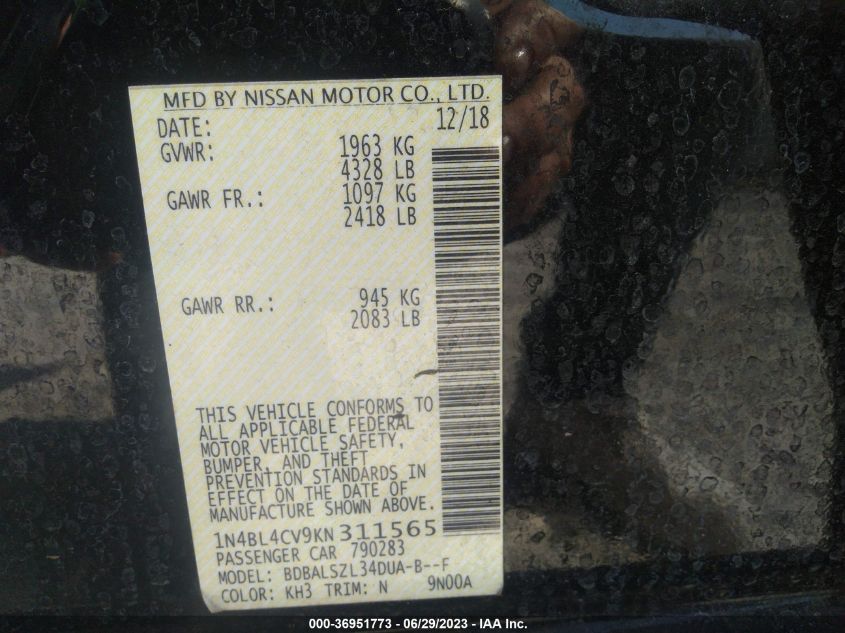 MFD BY NISSAN MOTOR CO., LTD.
DATE: 12/18
GVWR: 1963 KG
4328 LB
GAWR FR.: 1097 KG
2418 LB
GAWR RR.: 945 KG
2083 LB
THIS VEHICLE CONFORMS TO
ALL APPLICABLE FEDERAL
MOTOR VEHICLE SAFETY,
BUMPER, AND THEFT
PREVENTION STANDARDS IN
EFFECT ON THE DATE OF
MANUFACTURE SHOWN ABOVE.
1N4BL4CV9KN311565
PASSENGER CAR 790283
MODEL: BDBALSZL34DUA-B--F
COLOR: KH3 TRIM: N 9N00A
000-36951773 - 06/29/2023 - IAA Inc.